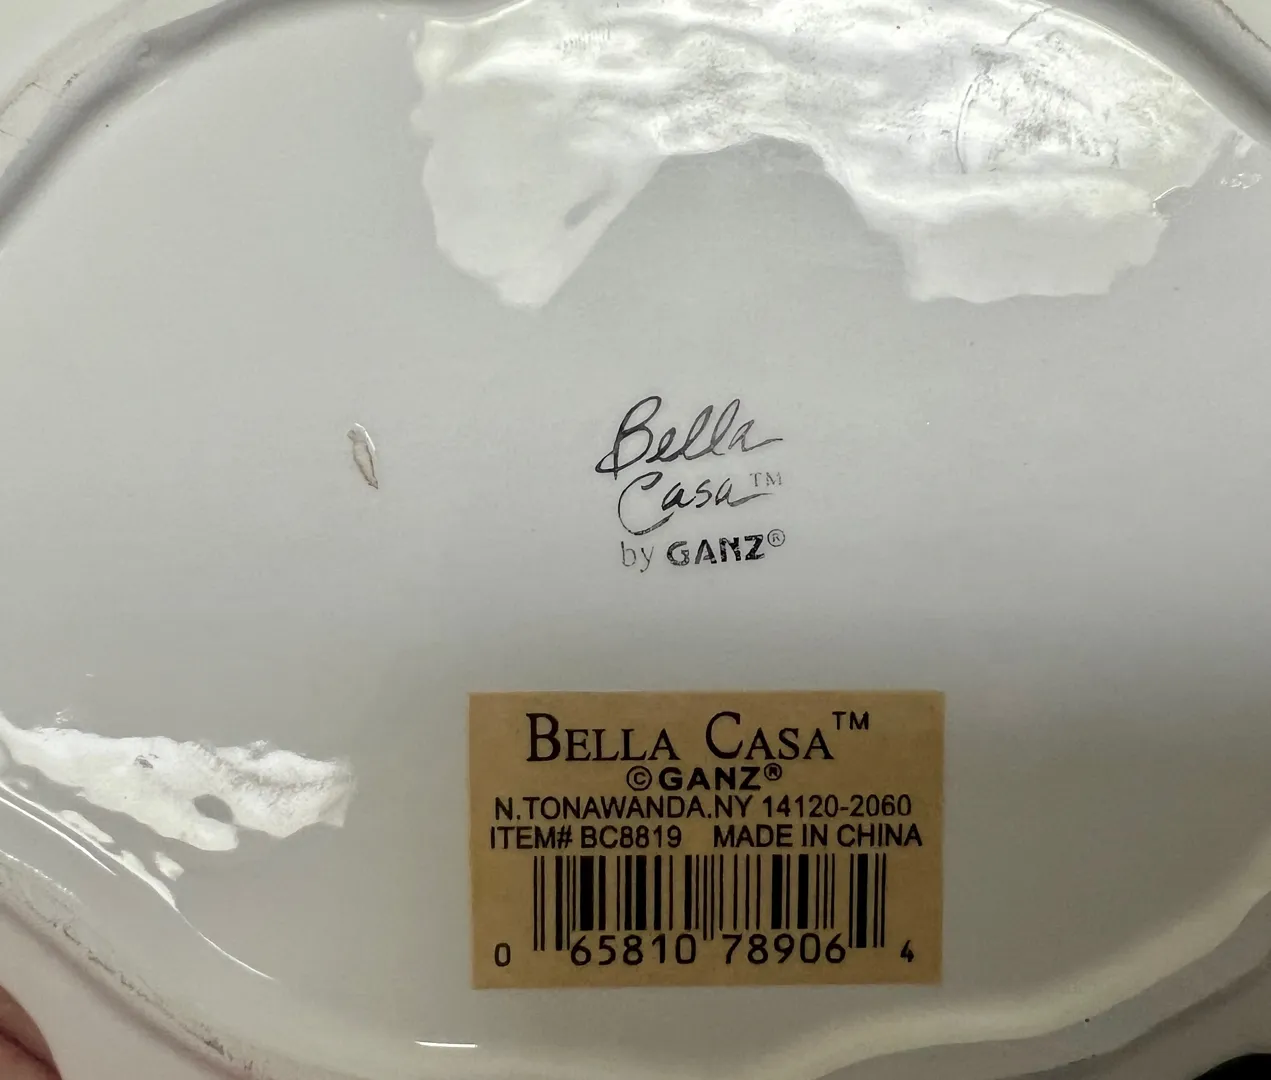 Bella
Casa™
by GANZ®
BELLA CASA™
©GANZ®
N.TONAWANDA.NY 14120-2060
ITEM# BC8819 MADE IN CHINA
0 65810 78906 4